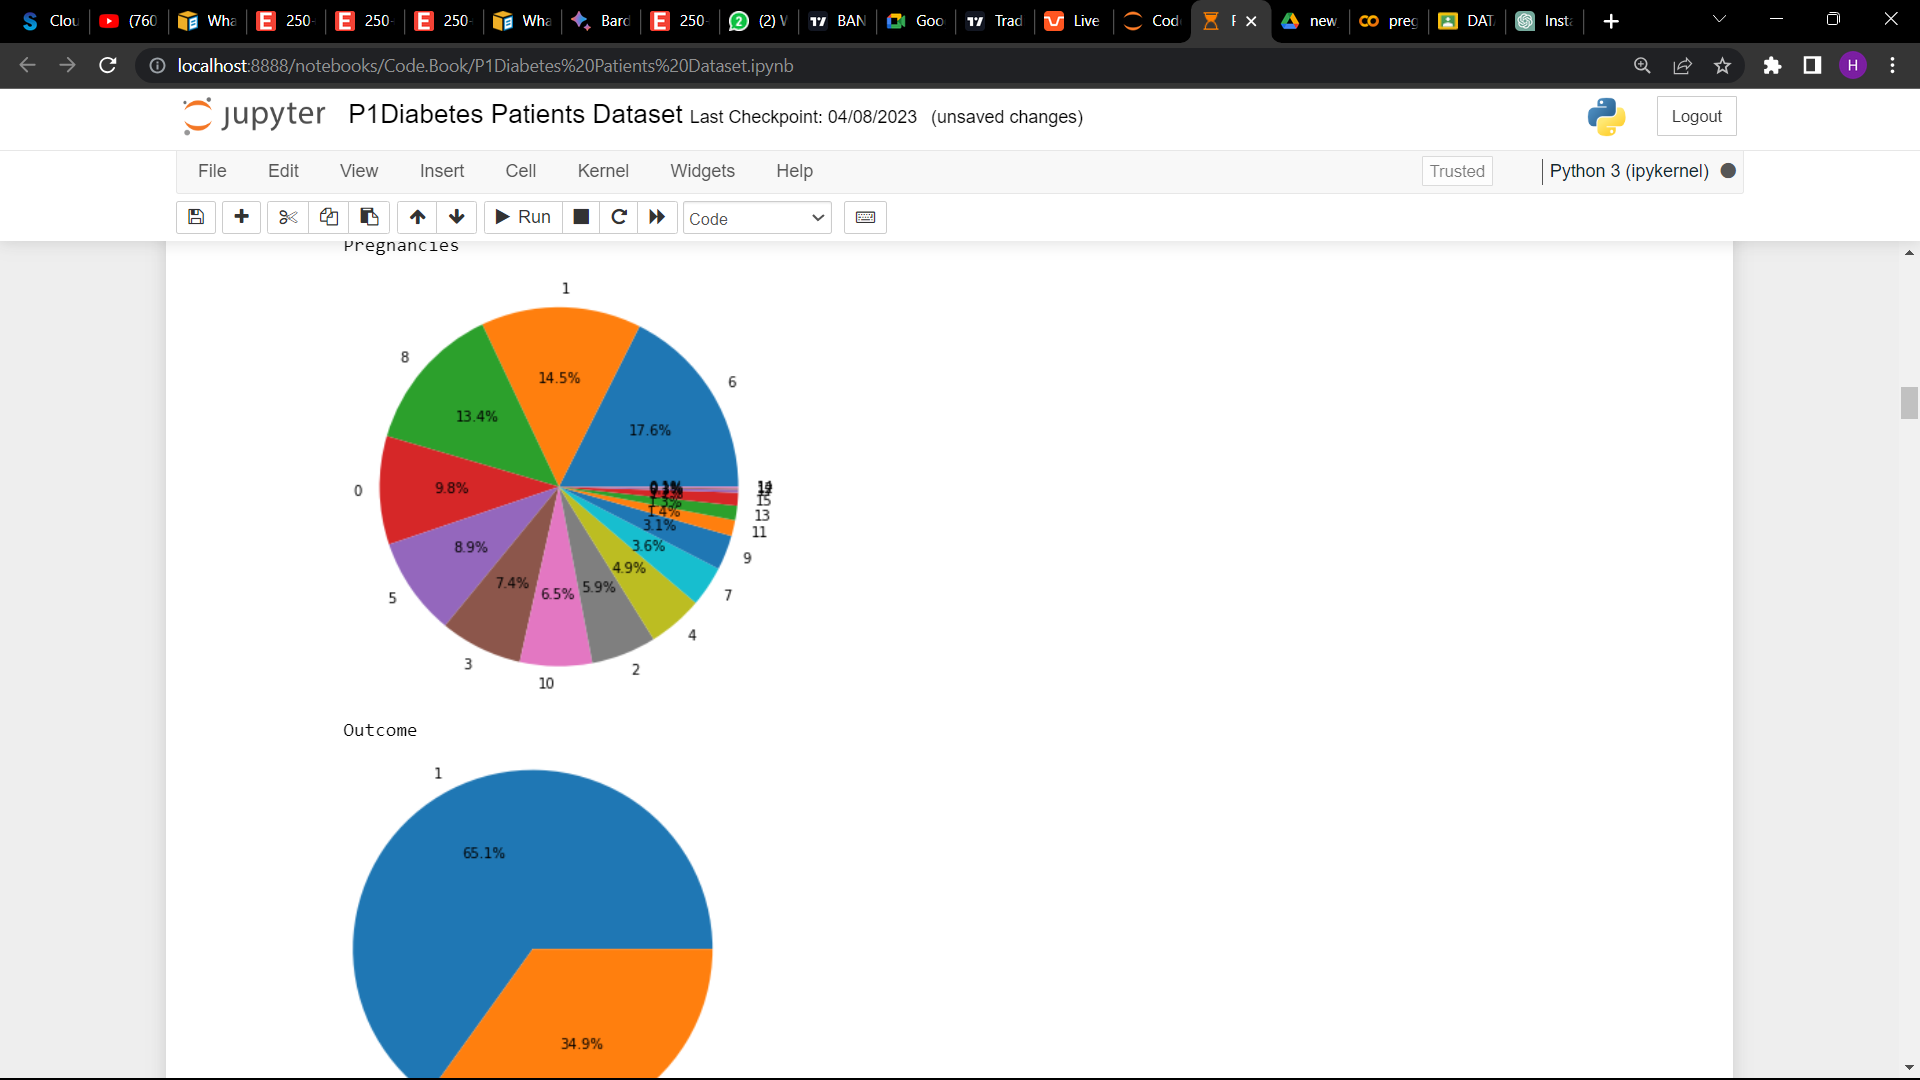 Clou
(760
Wha
250-
250-
250-
Wha
Bard
250-
(2) W
BAN
Goo
Trad
Live
Cod
new
preg
DAT
Insta
localhost:8888/notebooks/Code.Book/P1Diabetes%20Patients%20Dataset.ipynb
H
jupyter P1Diabetes Patients Dataset Last Checkpoint: 04/08/2023 (unsaved changes)
Logout
File Edit View Insert Cell Kernel Widgets Help
Trusted
Python 3 (ipykernel)
Run
Code
Pregnancies
1
8
6
14.5%
13.4%
17.6%
0
9.8%
15
13
1.4%
11
3.1%
8.9%
3.6%
9
4.9%
7.4%
5.9%
6.5%
5
7
4
3
2
10
Outcome
1
65.1%
34.9%